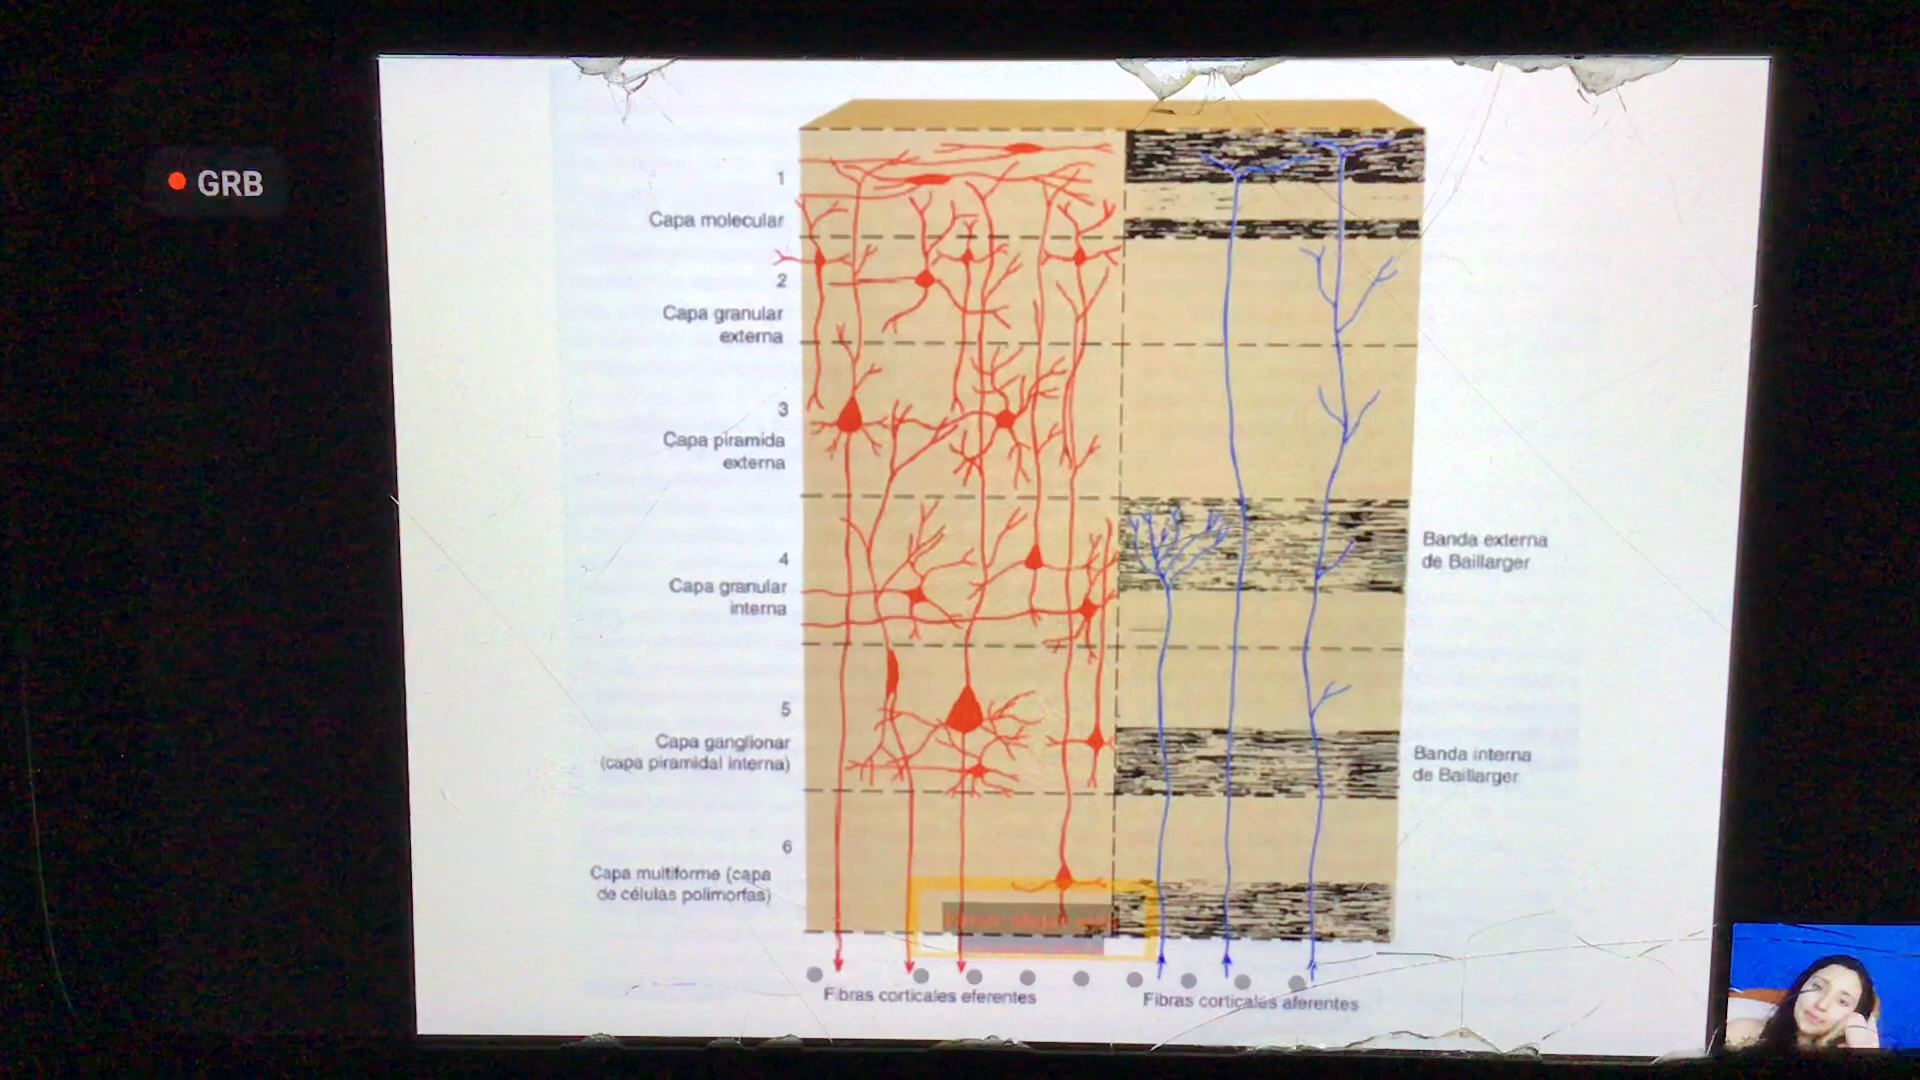 GRB
1
Capa molecular
2
Capa granular
externa
3
Capa piramida
externa
4
Capa granular
interna
5
Capa ganglionar
(capa piramidal interna)
6
Capa multiforme (capa
de células polimorfas)
Banda externa
de Baillarger
Banda interna
de Baillarger
Fibras corticales eferentes
Fibras corticales aferentes